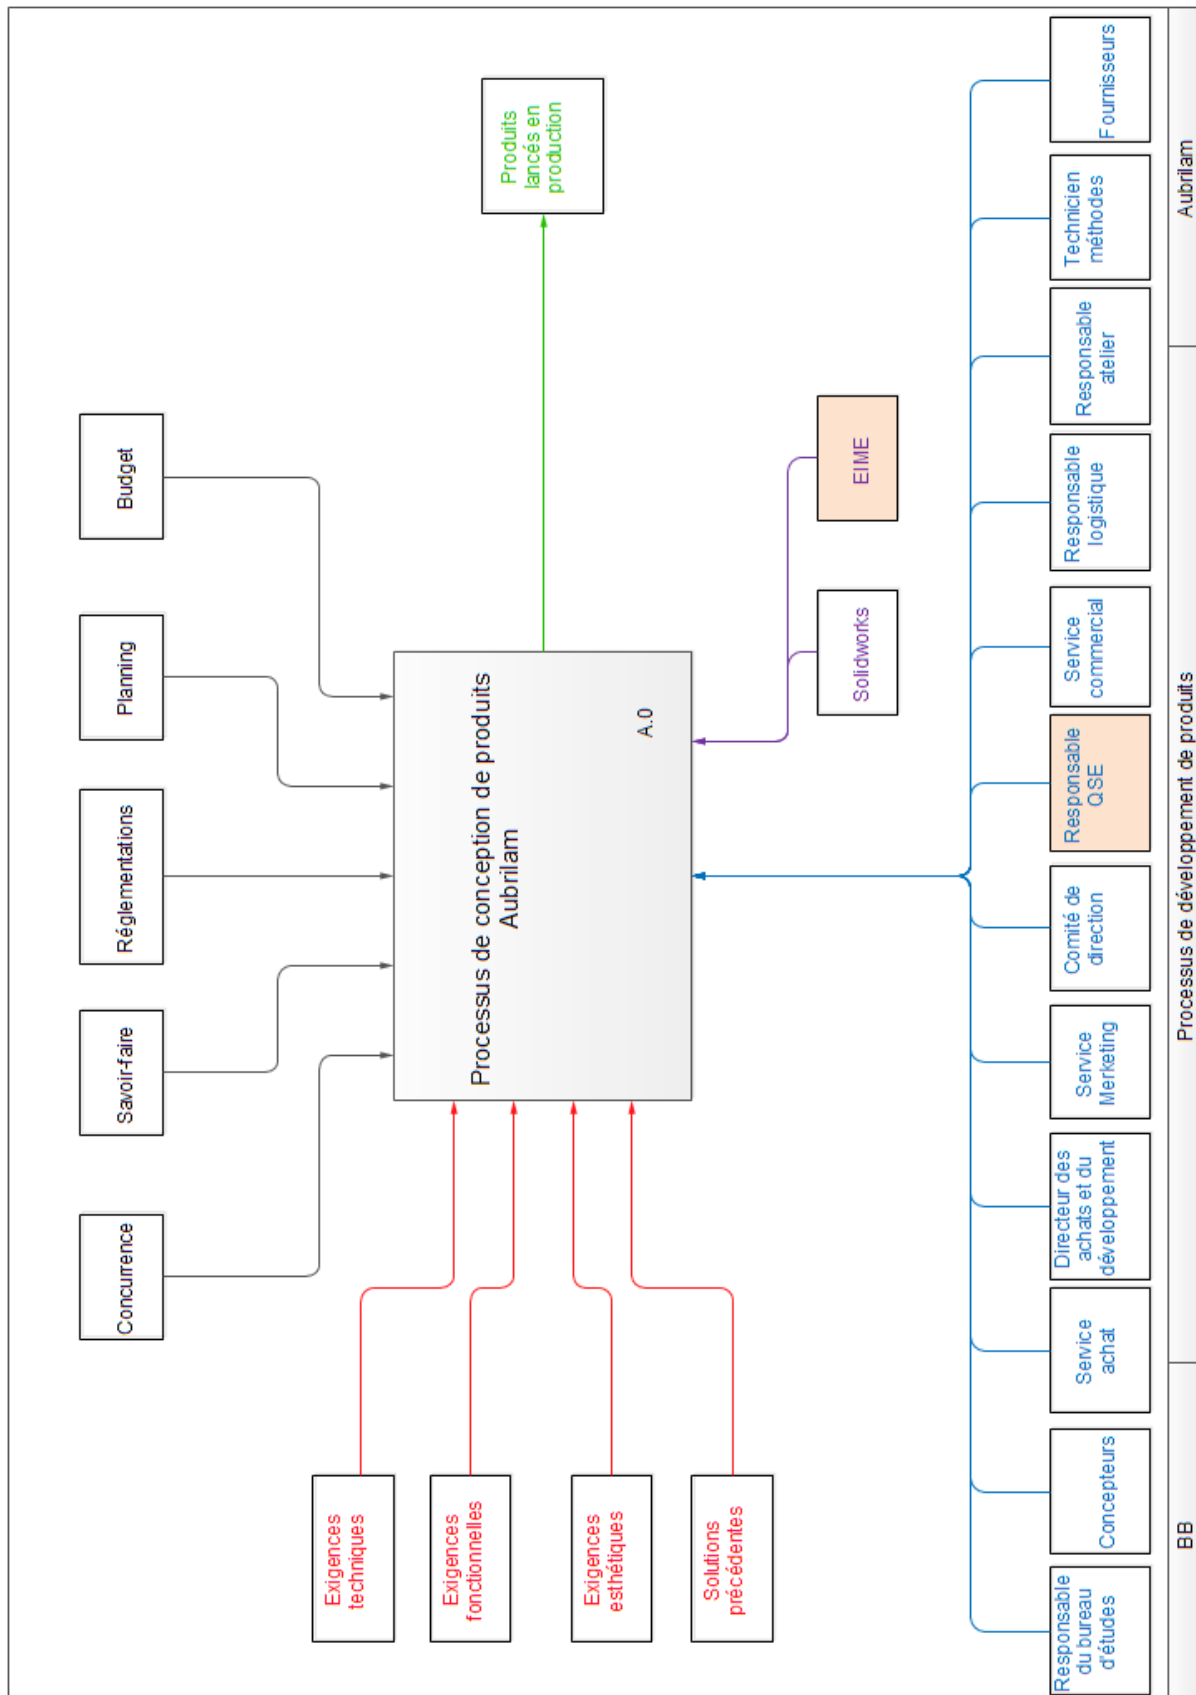 Concurrence
Savoir-faire
Réglementations
Planning
Budget
Exigences
techniques
Exigences
fonctionnelles
Exigences
esthétiques
Solutions
précédentes
Processus de conception de produits
Aubrilam
A.0
Produits
lancés en
production
Solidworks
EIME
Responsable
du bureau
d'études
Concepteurs
Service
achat
Directeur des
achats et du
développement
Service
Merketing
Comité de
direction
Responsable
QSE
Service
commercial
Responsable
logistique
Responsable
atelier
Technicien
méthodes
Fournisseurs
BB
Processus de développement de produits
Aubrilam